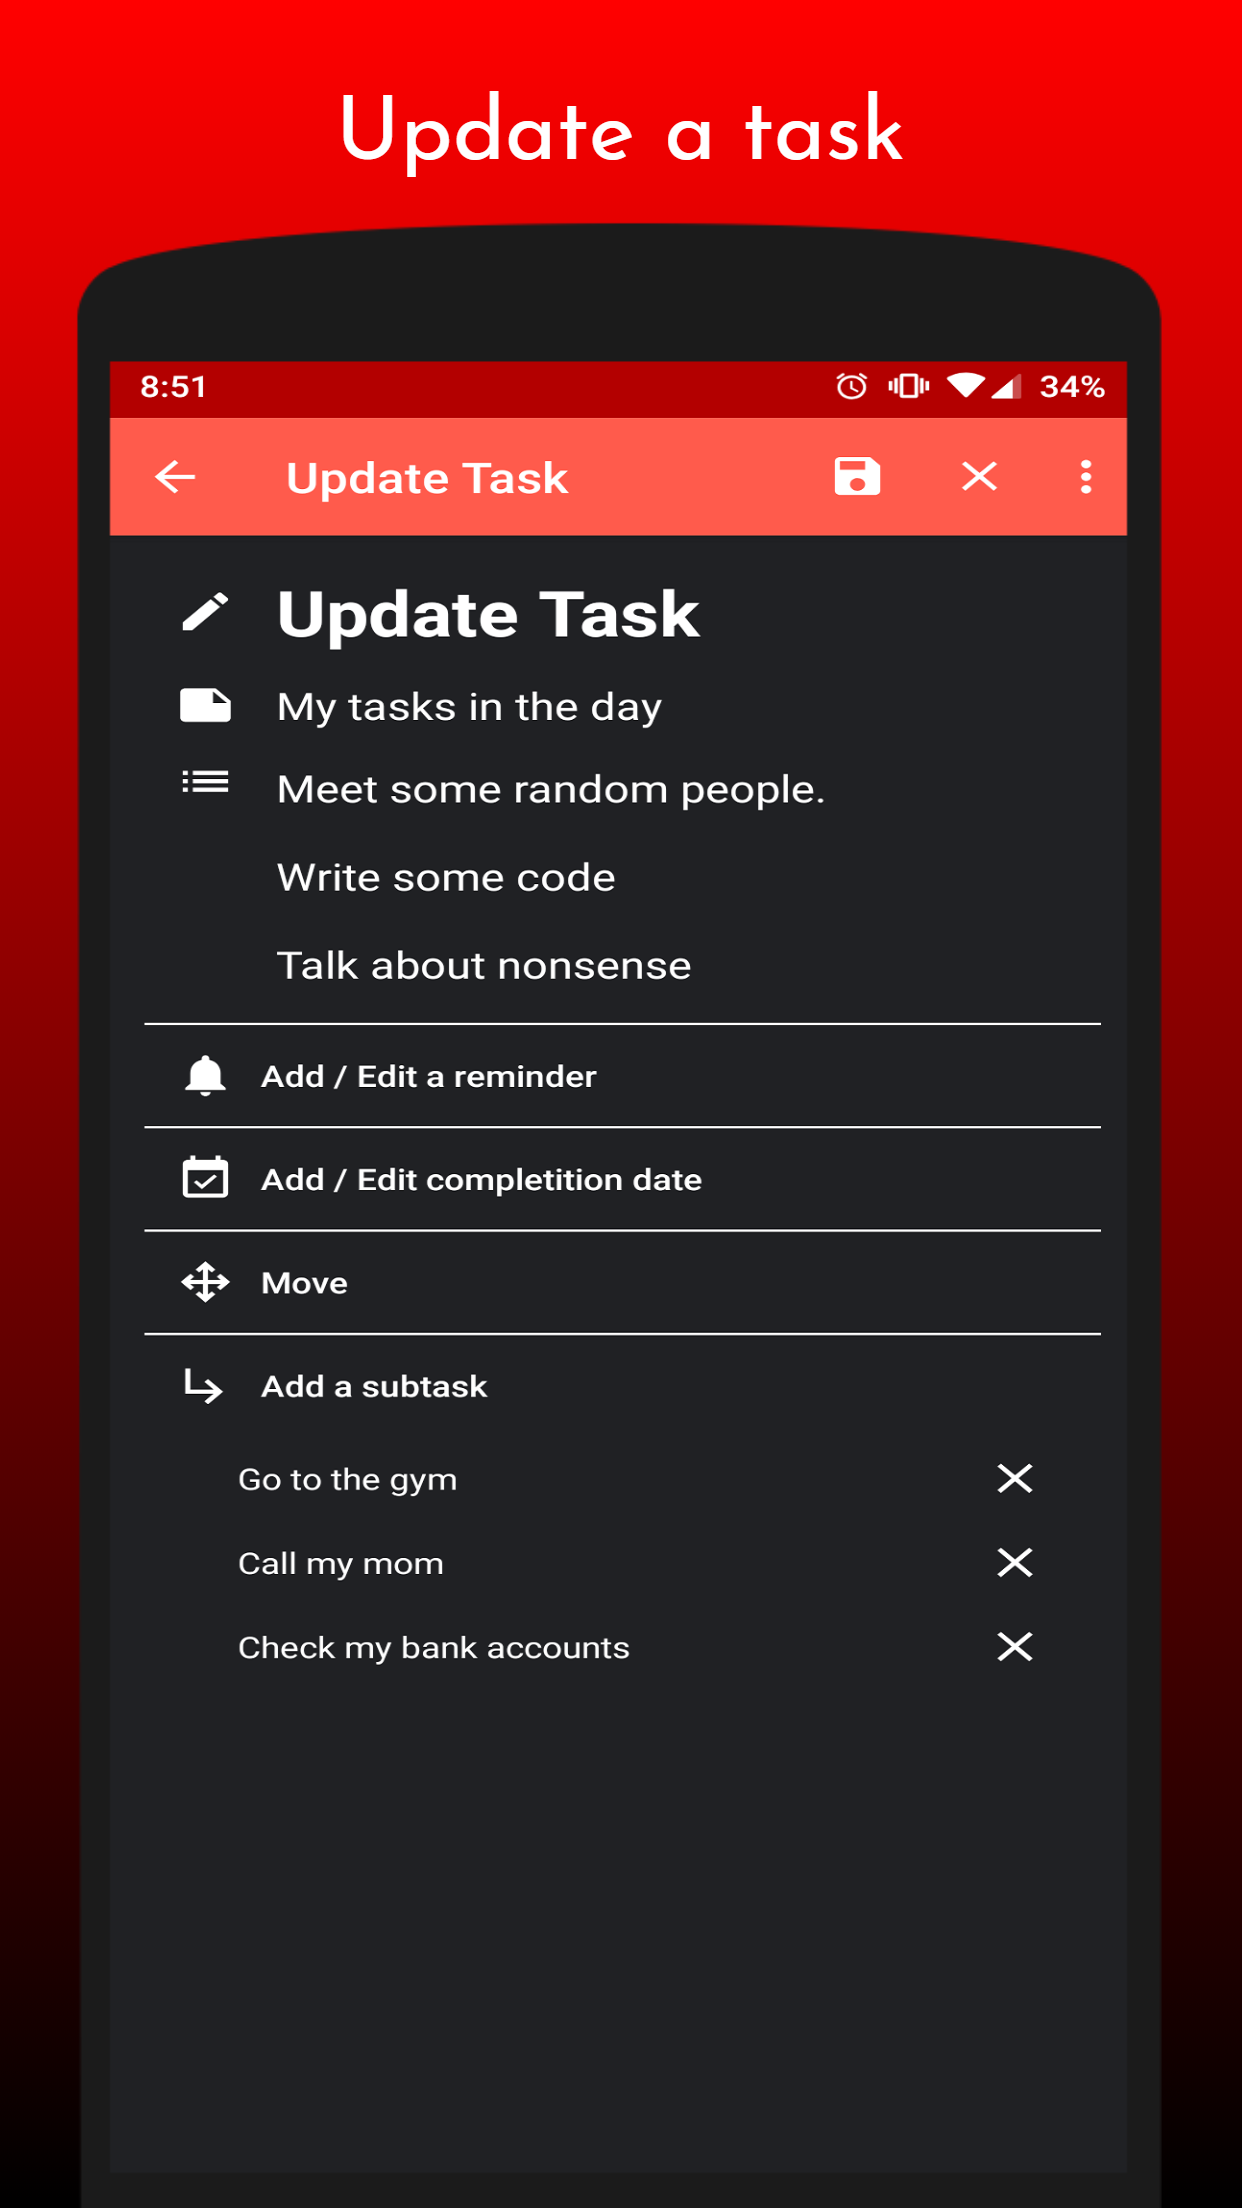 Update a task
8:51 34%
Update Task
Update Task
My tasks in the day
Meet some random people.
Write some code
Talk about nonsense
Add / Edit a reminder
Add / Edit completition date
Move
Add a subtask
Go to the gym
Call my mom
Check my bank accounts